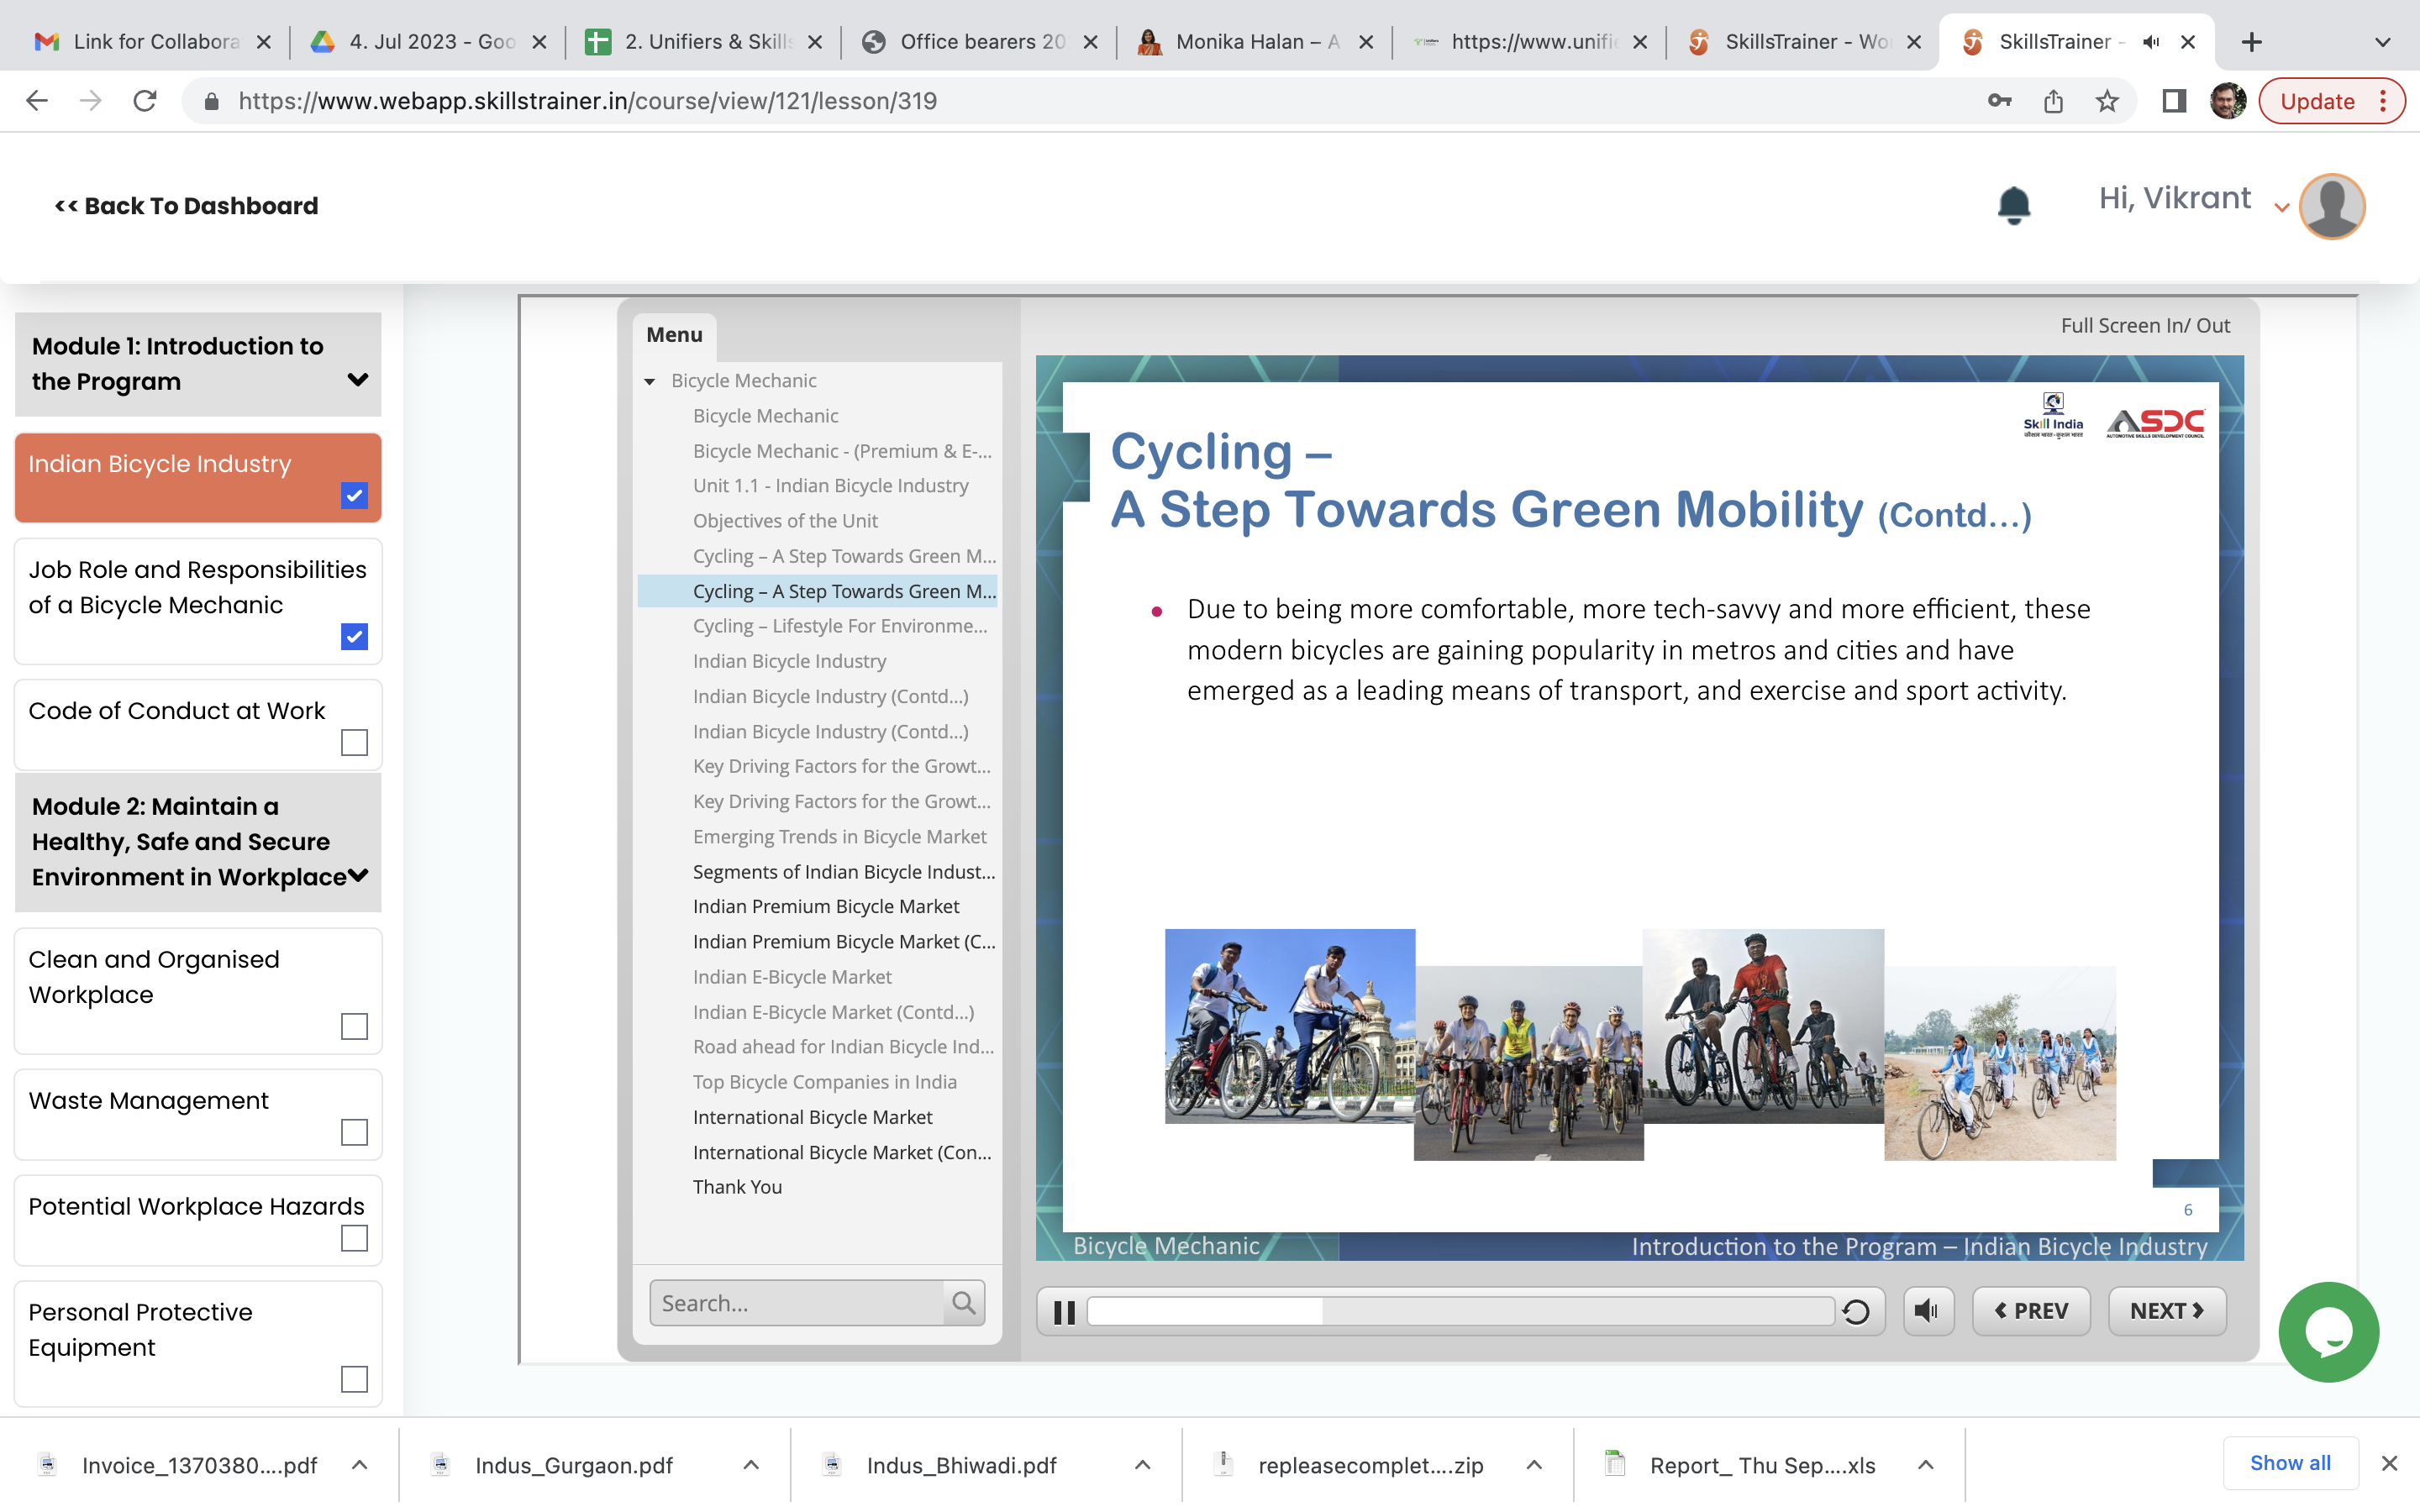 Link for Collabora
4. Jul 2023 - Goo
2. Unifiers & Skills
Office bearers 20
Monika Halan – A
https://www.unifie
SkillsTrainer - Wo
SkillsTrainer -
https://www.webapp.skillstrainer.in/course/view/121/lesson/319
Update
<< Back To Dashboard
Hi, Vikrant
Module 1: Introduction to
the Program
Indian Bicycle Industry
Job Role and Responsibilities
of a Bicycle Mechanic
Code of Conduct at Work
Module 2: Maintain a
Healthy, Safe and Secure
Environment in Workplace
Clean and Organised
Workplace
Waste Management
Potential Workplace Hazards
Personal Protective
Equipment
Menu
Bicycle Mechanic
Bicycle Mechanic
Bicycle Mechanic - (Premium & E-...
Unit 1.1 - Indian Bicycle Industry
Objectives of the Unit
Cycling – A Step Towards Green M...
Cycling – A Step Towards Green M...
Cycling – Lifestyle For Environme...
Indian Bicycle Industry
Indian Bicycle Industry (Contd...)
Indian Bicycle Industry (Contd...)
Key Driving Factors for the Growt...
Key Driving Factors for the Growt...
Emerging Trends in Bicycle Market
Segments of Indian Bicycle Indust...
Indian Premium Bicycle Market
Indian Premium Bicycle Market (C...
Indian E-Bicycle Market
Indian E-Bicycle Market (Contd...)
Road ahead for Indian Bicycle Ind...
Top Bicycle Companies in India
International Bicycle Market
International Bicycle Market (Con...
Thank You
Search...
Full Screen In/ Out
Skill India
कौशल भारत - कुशल भारत
ASDC
AUTOMOTIVE SKILLS DEVELOPMENT COUNCIL
Cycling –
A Step Towards Green Mobility (Contd...)
• Due to being more comfortable, more tech-savvy and more efficient, these
modern bicycles are gaining popularity in metros and cities and have
emerged as a leading means of transport, and exercise and sport activity.
6
Bicycle Mechanic
Introduction to the Program – Indian Bicycle Industry
PREV
NEXT
Invoice_1370380....pdf
Indus_Gurgaon.pdf
Indus_Bhiwadi.pdf
repleasecomplet....zip
Report_ Thu Sep....xls
Show all